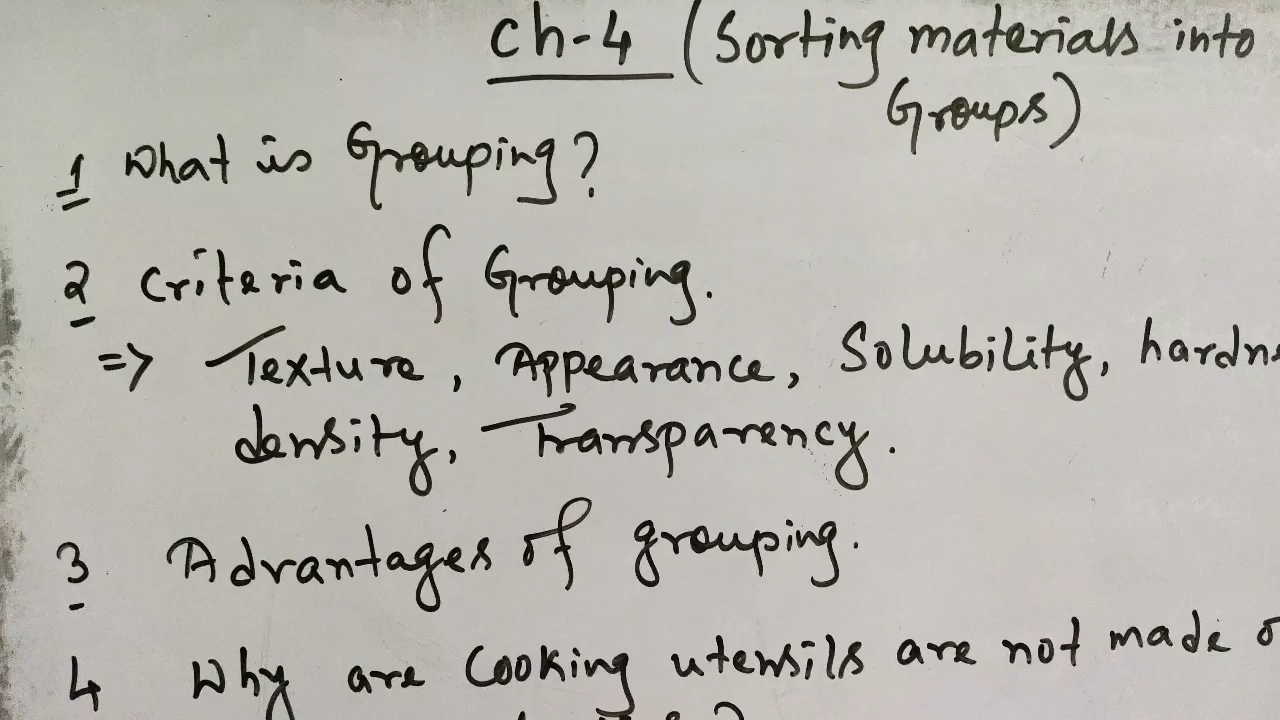 Ch-4 (Sorting materials into
Groups)
1 What is Grouping?
2 Criteria of Grouping.
=> Texture, Appearance, Solubility, hardn
density, Transparency.
3 Advantages of grouping.
4 Why are Cooking utensils are not made